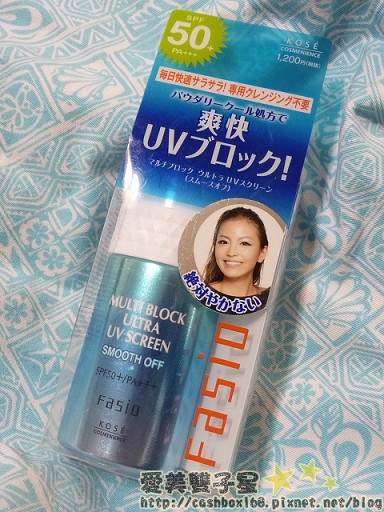 SPF
50+
PA+++
KOSÉ
COSMENIENCE
1,200円(税抜)
毎日快適サラサラ!専用クレンジング不要
パウダリークール処方で
爽快
UVブロック!
マルチブロック ウルトラ UVスクリーン
(スムースオフ)
絶対やかない
MULTI BLOCK
ULTRA
UV SCREEN
SMOOTH OFF
SPF50+/PA+++
Fasio
KOSÉ
COSMENIENCE
Fasio
愛美雙子星
http://cashbox168.pixnet.net/blog